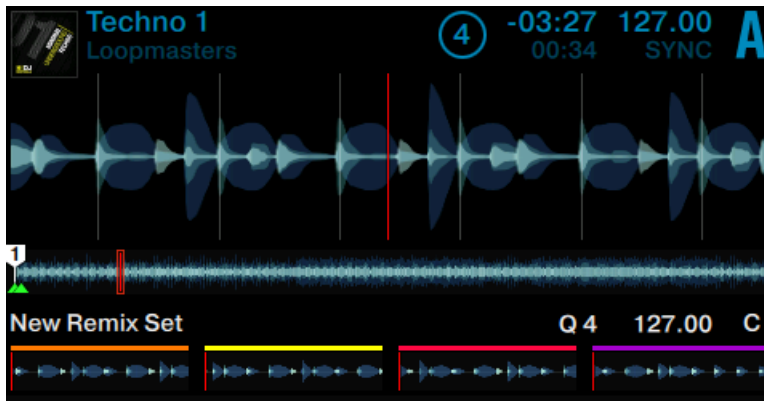 Techno 1
Loopmasters
4
-03:27
00:34
127.00
SYNC
A
1
New Remix Set
Q 4
127.00
C